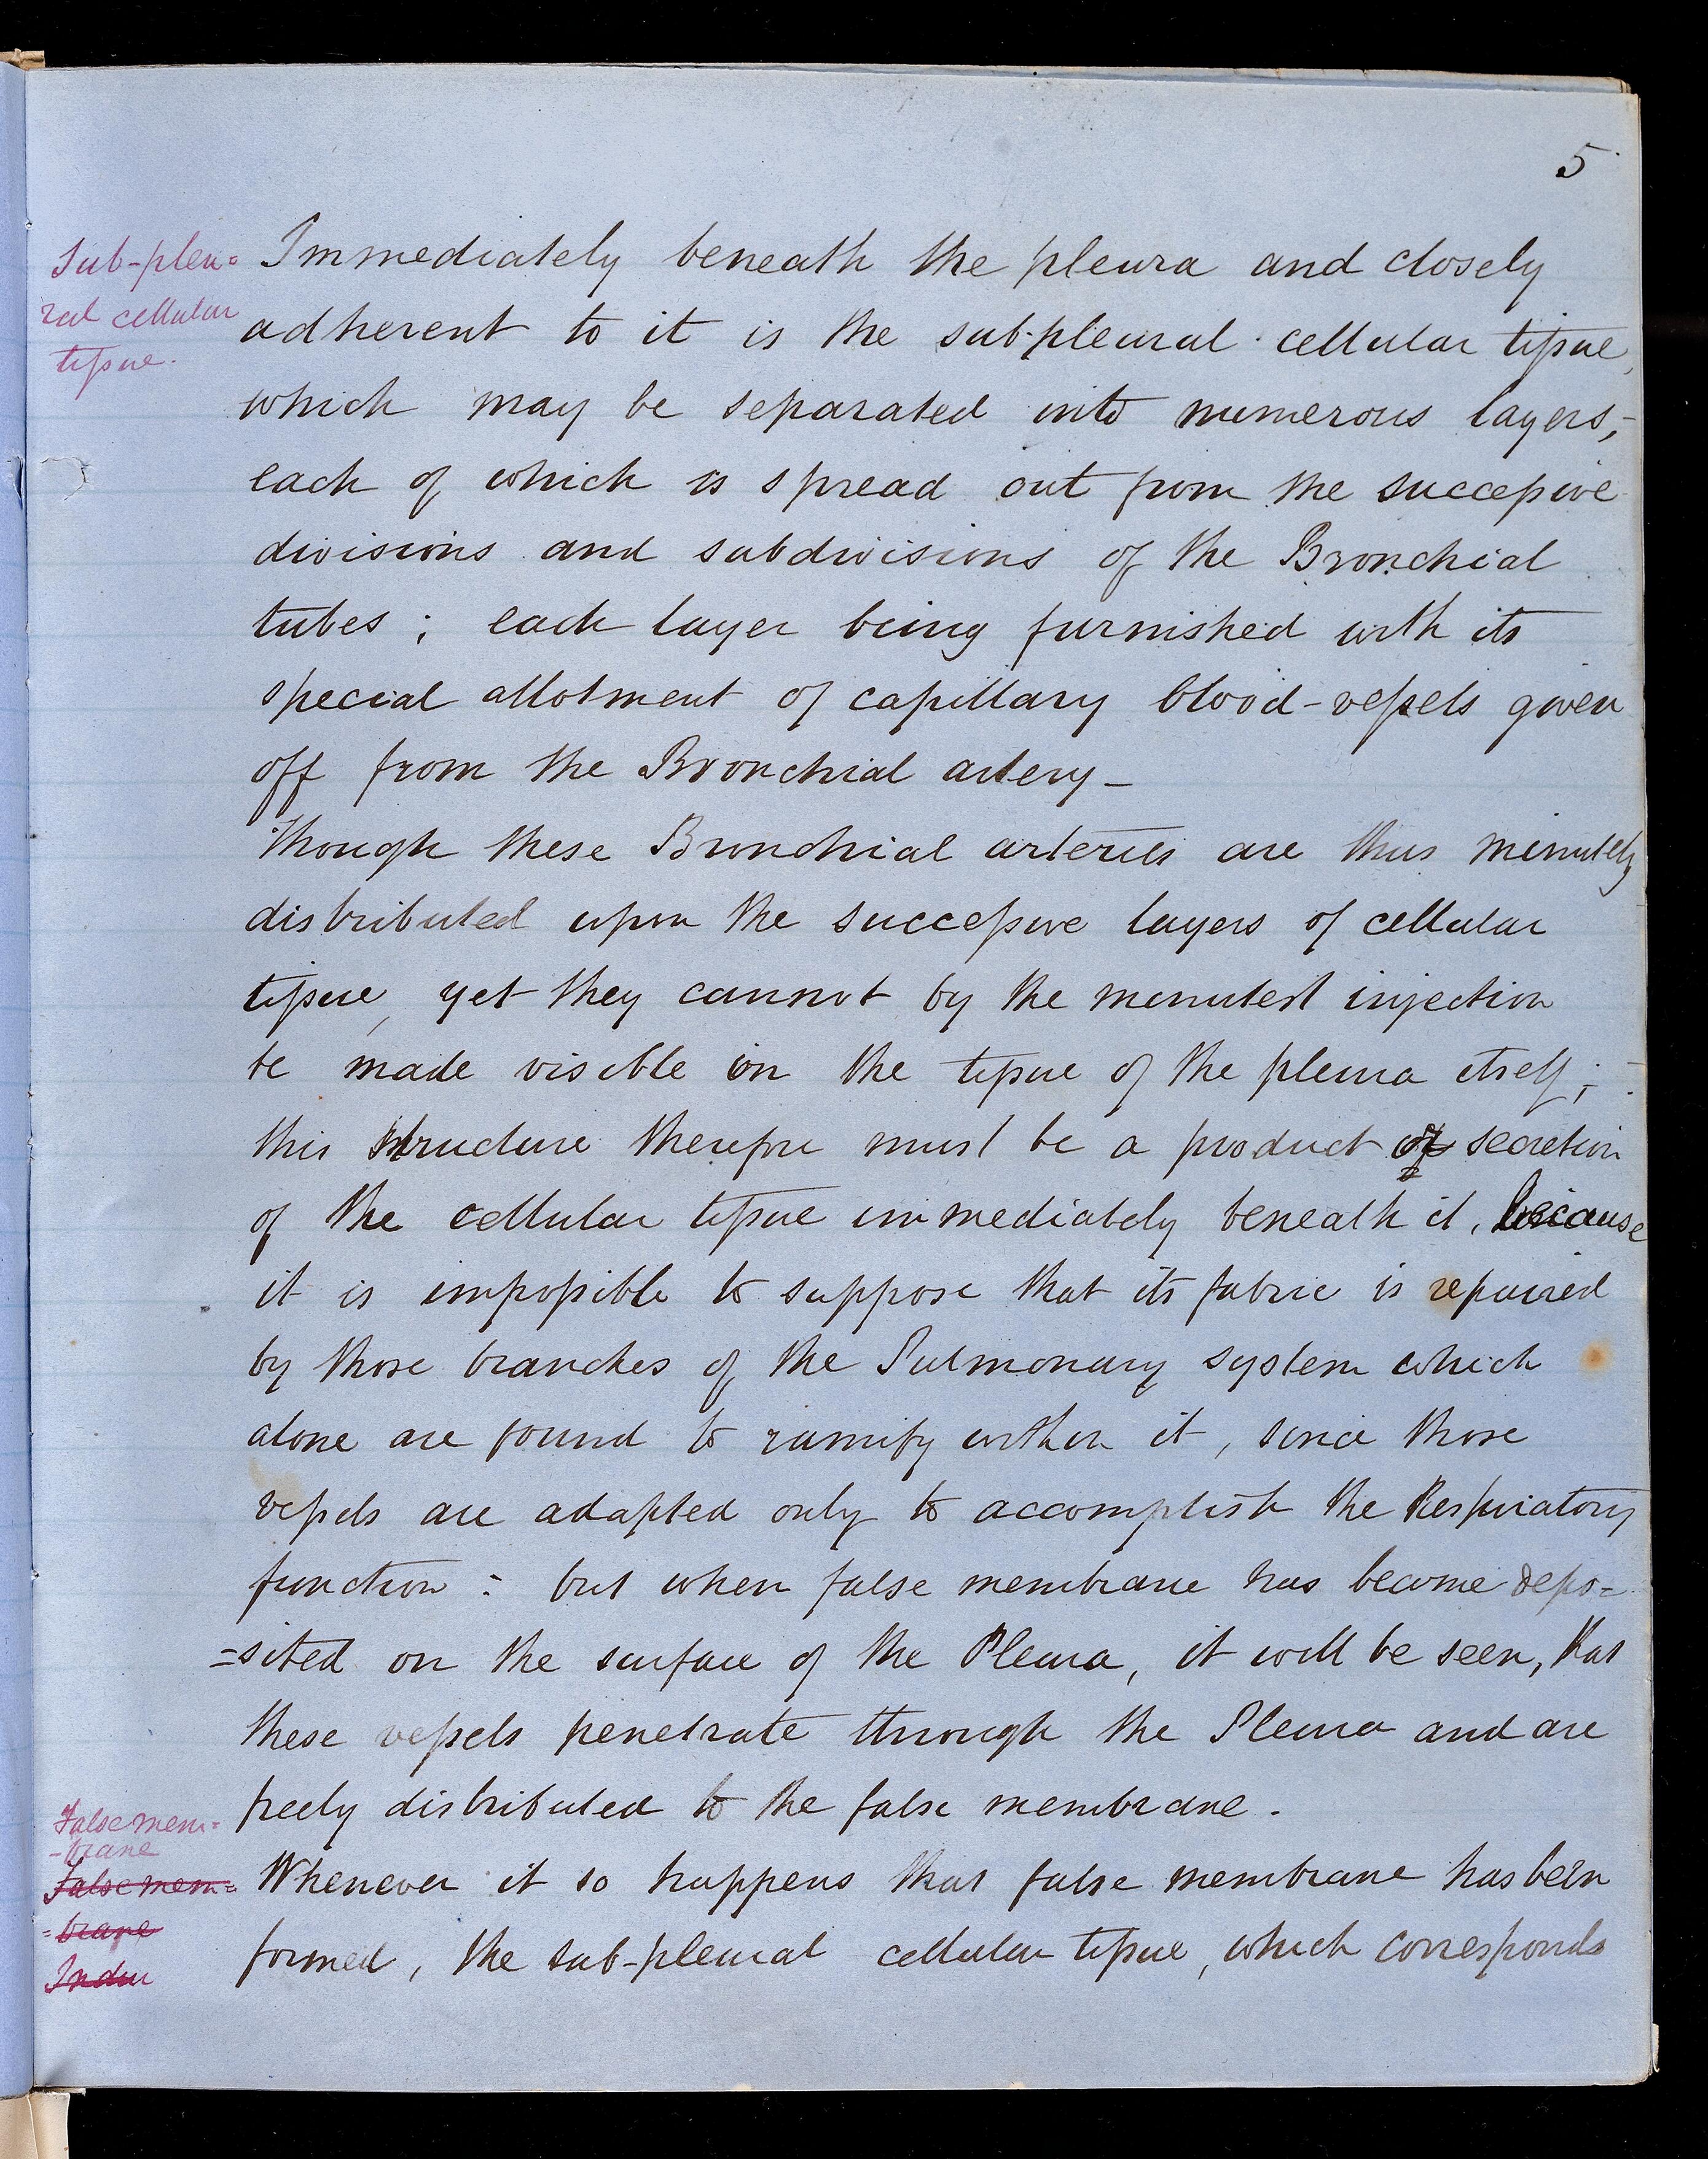 5
Sub-pleu=
ral cellular
tissue.
Immediately beneath the pleura and closely
adherent to it is the sub-pleural cellular tissue,
which may be separated into numerous layers,
each of which is spread out from the successive
divisions and subdivisions of the Bronchial
tubes; each layer being furnished with its
special allotment of capillary blood-vessels given
off from the Bronchial artery_
Though these Bronchial arteries are thus minutely
distributed upon the successive layers of cellular
tissue, yet they cannot by the minutest injection
be made visible in the tissue of the pleura itself;
this structure therefore must be a product of secretion
of the cellular tissue immediately beneath it, because
it is impossible to suppose that its fabric is repaired
by those branches of the Pulmonary system which
alone are found to ramify within it, since those
vessels are adapted only to accomplish the Respiratory
function: but when false membrane has become depo=
=sited on the surface of the Pleura, it will be seen, that
these vessels penetrate through the Pleura and are
freely distributed to the false membrane.
False mem=
-brane
False mem=
=brane
Indu
Whenever it so happens that false membrane has been
formed, the sub-pleural cellular tissue, which corresponds